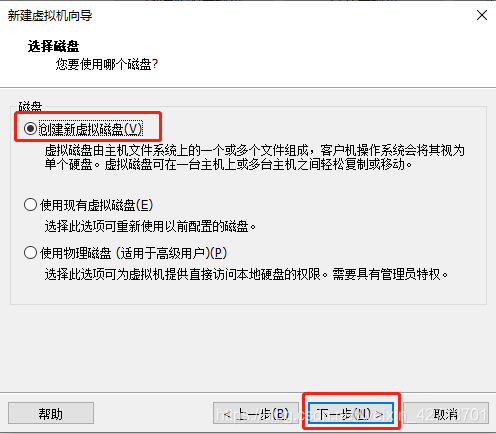 新建虚拟机向导
选择磁盘
您要使用哪个磁盘?
磁盘
创建新虚拟磁盘(V)
虚拟磁盘由主机文件系统上的一个或多个文件组成，客户机操作系统会将其视为
单个硬盘。虚拟磁盘可在一台主机上或多台主机之间轻松复制或移动。
使用现有虚拟磁盘(E)
选择此选项可重新使用以前配置的磁盘。
使用物理磁盘 (适用于高级用户)(P)
选择此选项可为虚拟机提供直接访问本地硬盘的权限。需要具有管理员特权。
帮助
< 上一步(B)
下一步(N) >
取消